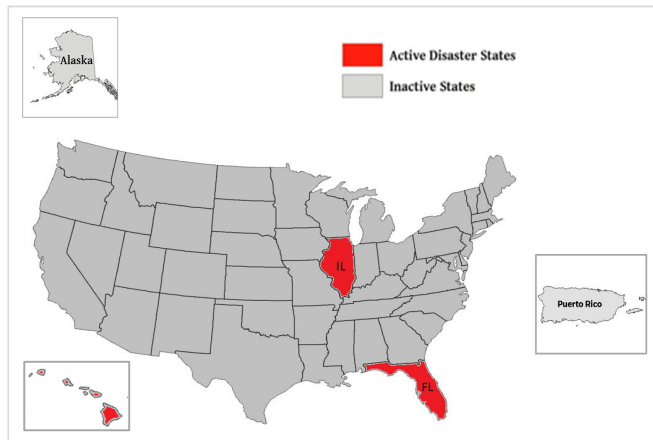 Alaska
Active Disaster States
Inactive States
IL
Puerto Rico
FL